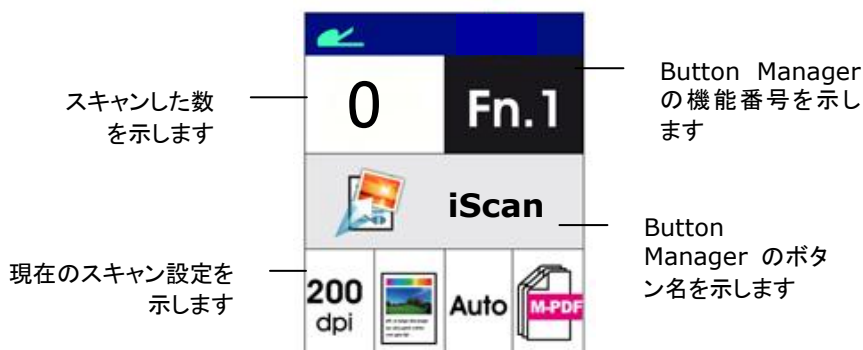 スキャンした数
を示します
0
Fn.1
Button Manager
の機能番号を示し
ます
iScan
Button
Manager のボタ
ン名を示します
現在のスキャン設定を
示します
200
dpi
Auto
M-PDF